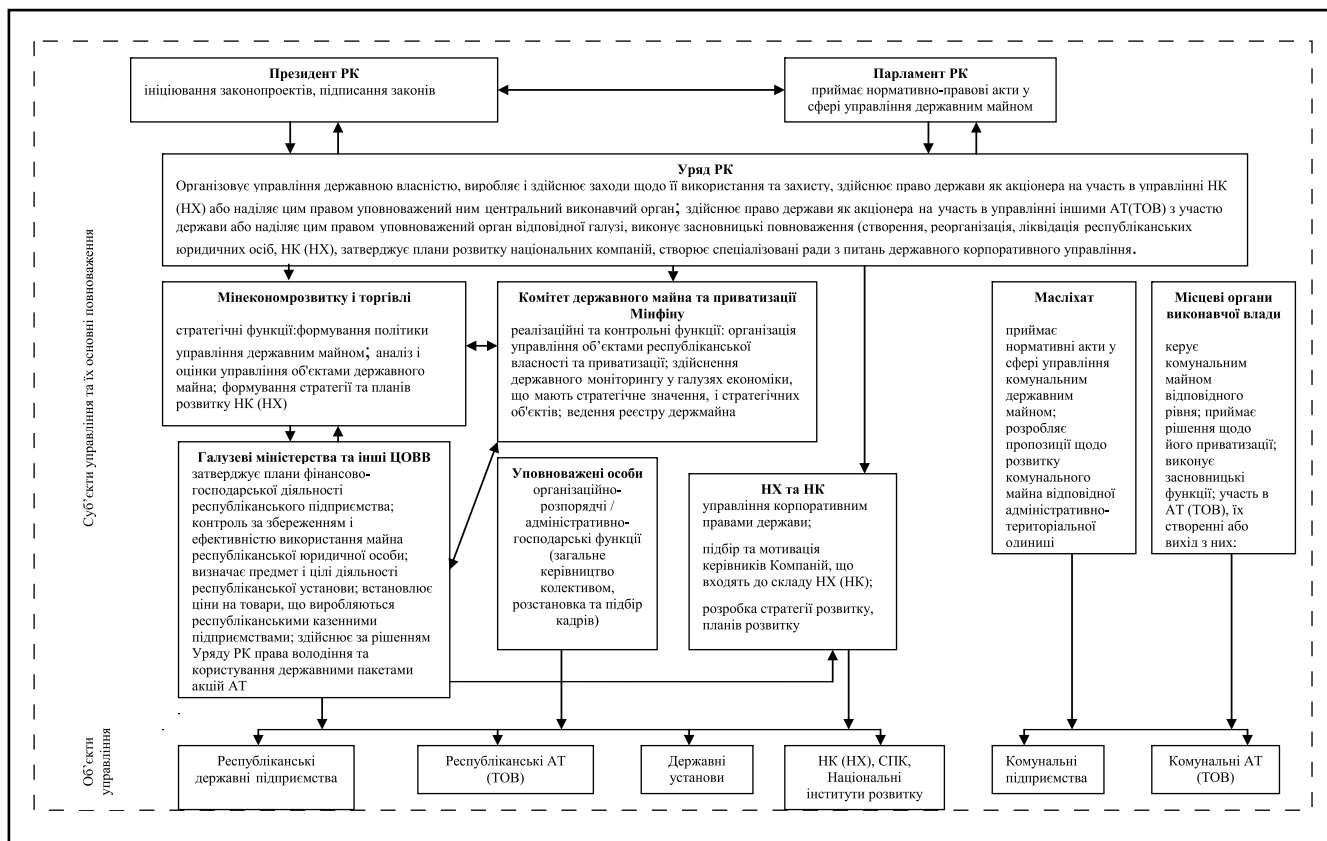 Президент РК
ініціювання законопроектів, підписання законів
Парламент РК
приймає нормативно-правові акти у
сфері управління державним майном
Уряд РК
Організовує управління державною власністю, виробляє і здійснює заходи щодо її використання та захисту, здійснює право держави як акціонера на участь в управлінні НК
(НХ) або наділяє цим правом уповноважений ним центральний виконавчий орган; здійснює право держави як акціонера на участь в управлінні іншими АТ(ТОВ) з участю
держави або наділяє цим правом уповноважений орган відповідної галузі, виконує засновницькі повноваження (створення, реорганізація, ліквідація республіканських
юридичних осіб, НК (НХ), затверджує плани розвитку національних компаній, створює спеціалізовані ради з питань державного корпоративного управління.
Мінекономрозвитку і торгівлі
стратегічні функції:формування політики
управління державним майном; аналіз і
оцінки управління об'єктами державного
майна; формування стратегії та планів
розвитку НК (НХ)
Комітет державного майна та приватизації
Мінфіну
реалізаційні та контрольні функції: організація
управління об’єктами республіканської
власності та приватизації; здійснення
державного моніторингу у галузях економіки,
що мають стратегічне значення, і стратегічних
об'єктів; ведення реєстру держмайна
Масліхат
приймає
нормативні акти у
сфері управління
комунальним
державним
майном;
розробляє
пропозиції щодо
розвитку
комунального
майна відповідної
адміністративно-
територіальної
одиниці
Місцеві органи
виконавчої влади
керує
комунальним
майном
відповідного
рівня; приймає
рішення щодо
його приватизації;
виконує
засновницькі
функції; участь в
АТ (ТОВ), їх
створенні або
вихід з них;
Галузеві міністерства та інші ЦОВВ
затверджує плани фінансово-
господарської діяльності
республіканського підприємства;
контроль за збереженням і
ефективністю використання майна
республіканської юридичної особи;
визначає предмет і цілі діяльності
республіканської установи; встановлює
ціни на товари, що виробляються
республіканськими казенними
підприємствами; здійснює за рішенням
Уряду РК права володіння та
користування державними пакетами
акцій АТ
Уповноважені особи
організаційно-
розпорядчі /
адміністративно-
господарські функції
(загальне
керівництво
колективом,
розстановка та підбір
кадрів)
НХ та НК
управління корпоративним
правами держави;
підбір та мотивація
керівників Компаній, що
входять до складу НХ (НК);
розробка стратегії розвитку,
планів розвитку
Суб’єкти управління та їх основні повноваження
Об’єкти
управління
Республіканські
державні підприємства
Республіканські АТ
(ТОВ)
Державні
установи
НК (НХ), СПК,
Національні
інститути розвитку
Комунальні
підприємства
Комунальні АТ
(ТОВ)